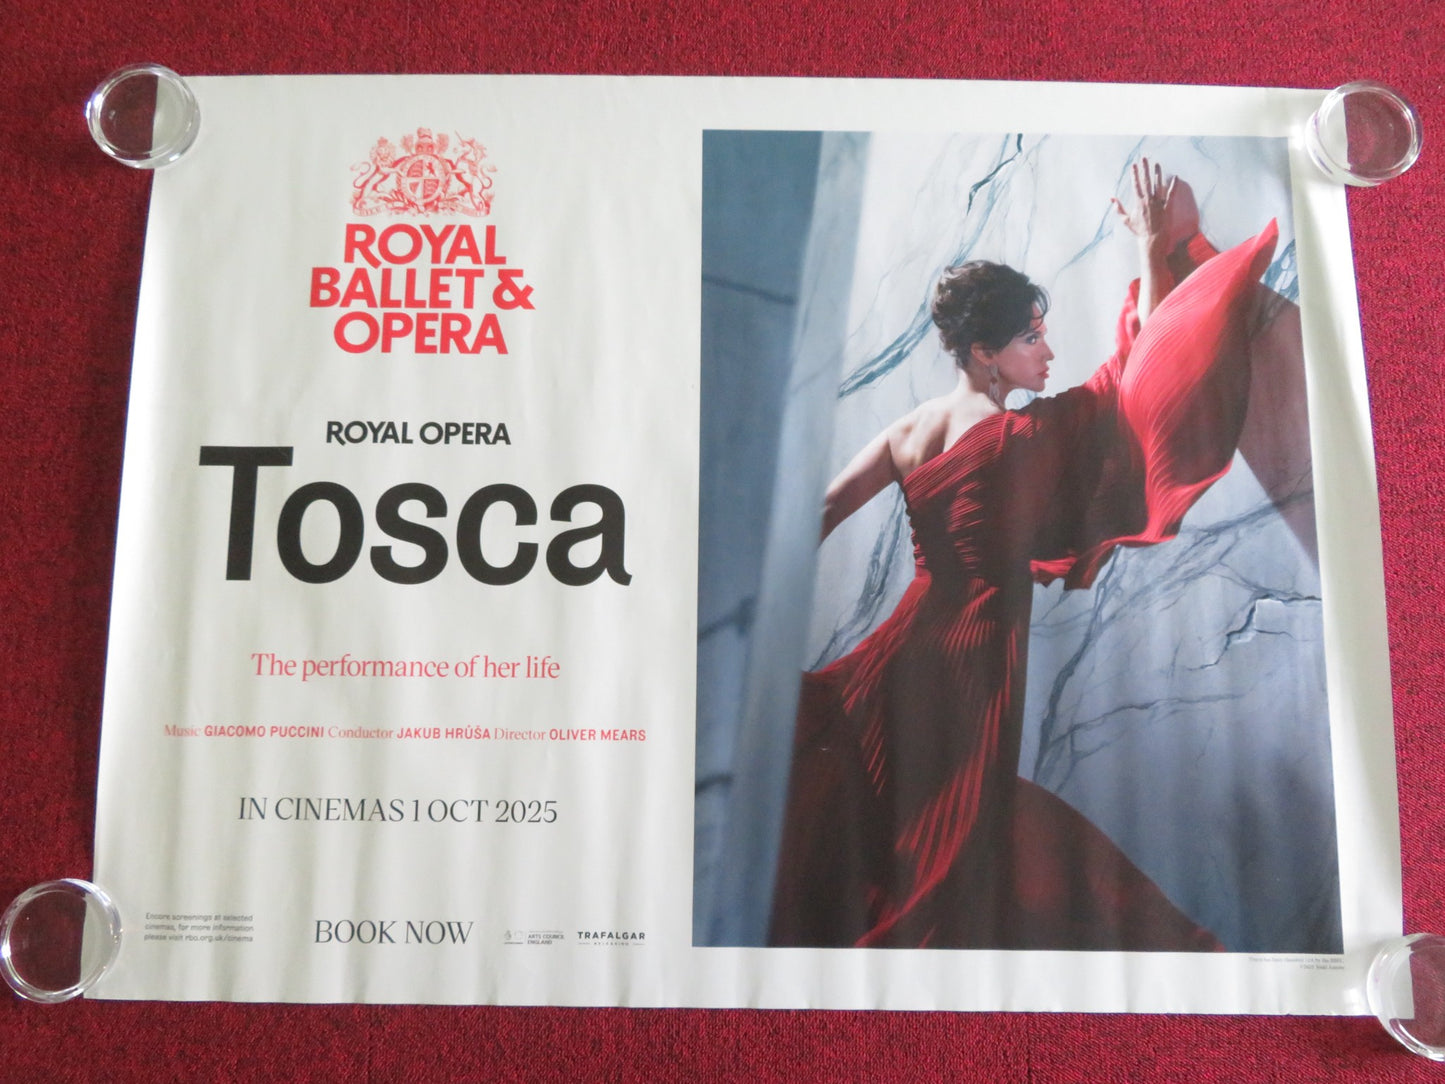 ROYAL
BALLET &
OPERA
ROYAL OPERA
Tosca
The performance of her life
Music GIACOMO PUCCINI Conductor JAKUB HRŮŠA Director OLIVER MEARS
IN CINEMAS 1 OCT 2025
Encore screenings at selected
cinemas, for more information
please visit rbo.org.uk/cinema
BOOK NOW
ARTS COUNCIL
ENGLAND
TRAFALGAR
RELEASING